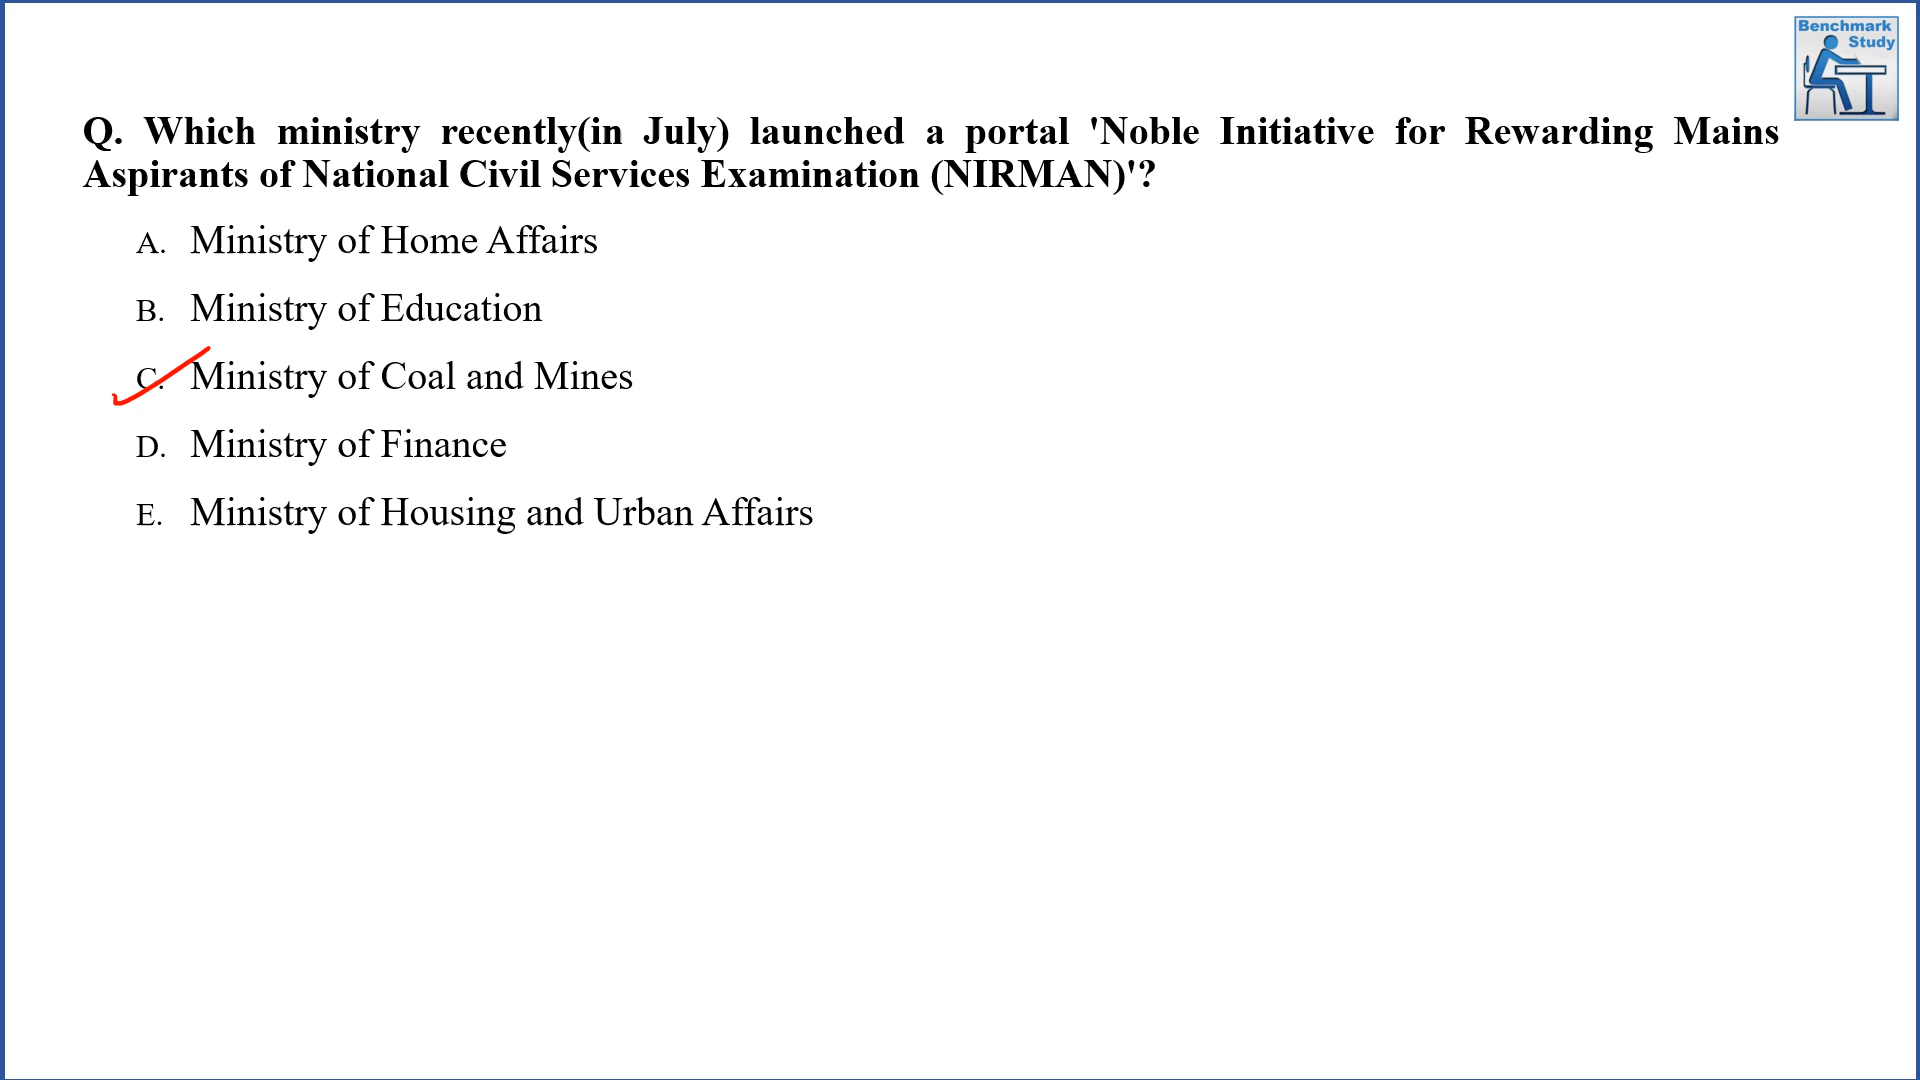 Benchmark
Study
Q. Which ministry recently(in July) launched a portal 'Noble Initiative for Rewarding Mains
Aspirants of National Civil Services Examination (NIRMAN)'?
A. Ministry of Home Affairs
B. Ministry of Education
C. Ministry of Coal and Mines
D. Ministry of Finance
E. Ministry of Housing and Urban Affairs